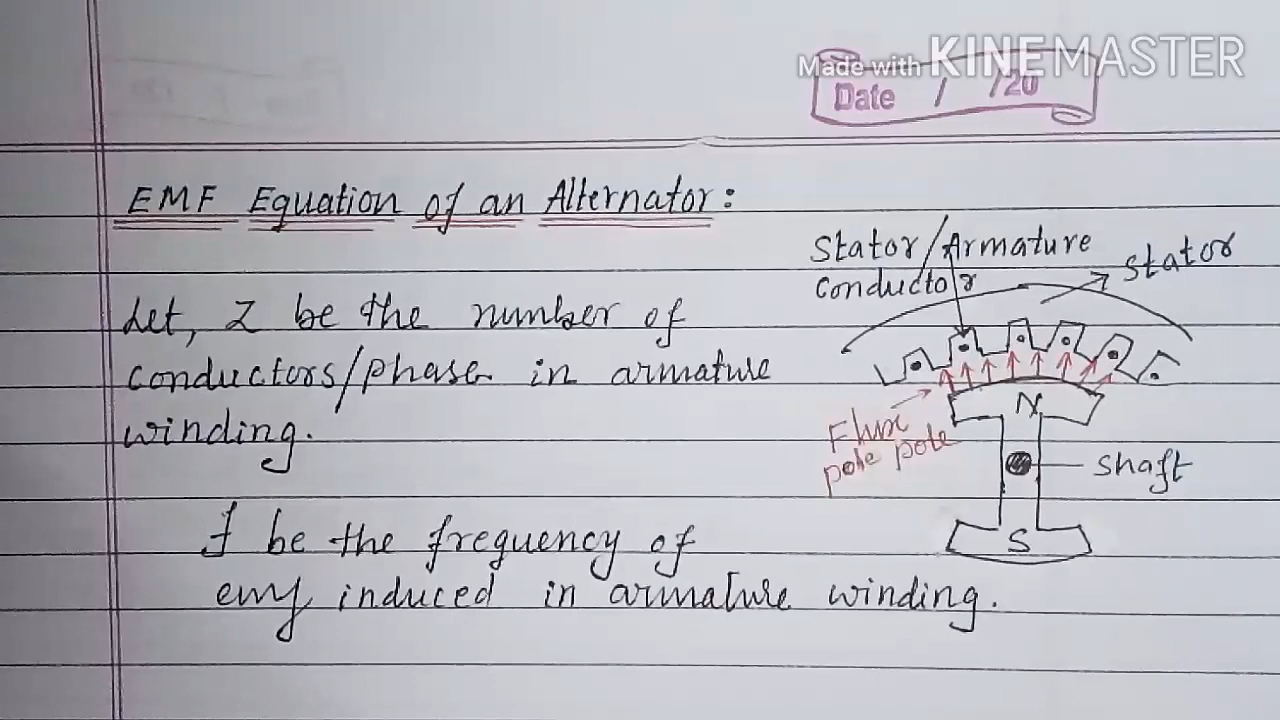 Made with KINEMASTER
Date / /20
EMF Equation of an Alternator:
Let, Z be the number of
conductors/phase in armature
winding.
f be the frequency of
emf induced in armature winding.
Stator/Armature
conductor
Stator
Flux
pole pole
N
Shaft
S